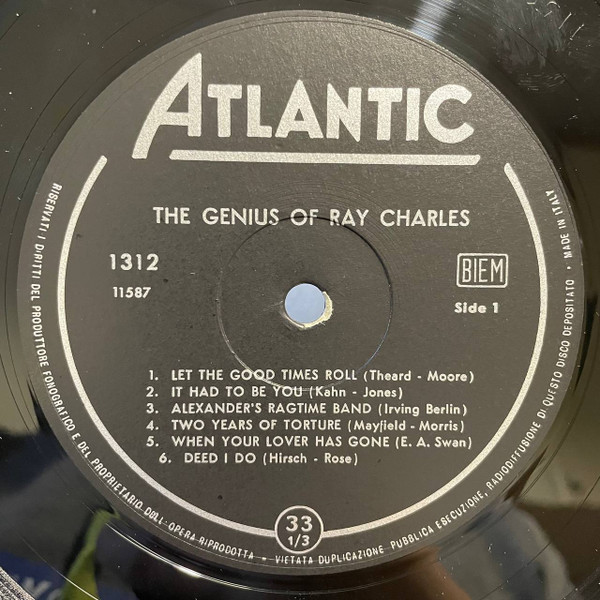 ATLANTIC
THE GENIUS OF RAY CHARLES
1312
11587
BIEM
Side 1
1. LET THE GOOD TIMES ROLL (Theard - Moore)
2. IT HAD TO BE YOU (Kahn - Jones)
3. ALEXANDER'S RAGTIME BAND (Irving Berlin)
4. TWO YEARS OF TORTURE (Mayfield - Morris)
5. WHEN YOUR LOVER HAS GONE (E. A. Swan)
6. DEED I DO (Hirsch - Rose)
33
1/3
RISERVATI I DIRITTI DEL PRODUTTORE FONOGRAFICO E DEL PROPRIETARIO DELL'OPERA RIPRODOTTA • VIETATA DUPLICAZIONE, PUBBLICA ESECUZIONE, RADIODIFFUSIONE DI QUESTO DISCO DEPOSITATO • MADE IN ITALY